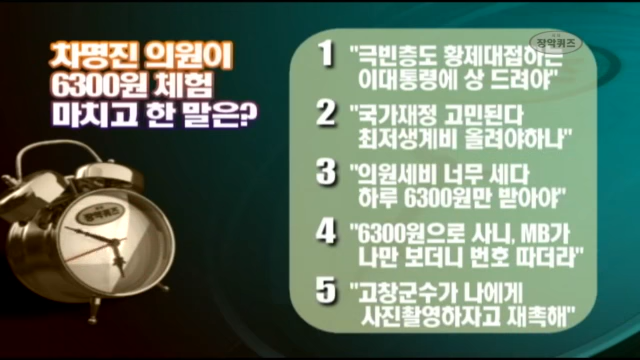 장악퀴즈
차명진 의원이
6300원 체험
마치고 한 말은?
장악퀴즈
1 "극빈층도 황제대접하는
이대통령에 상 드려야"
2 "국가재정 고민된다
최저생계비 올려야하나"
3 "의원세비 너무 세다
하루 6300원만 받아야"
4 "6300원으로 사니, MB가
나만 보더니 번호 따더라"
5 "고창군수가 나에게
사진촬영하자고 재촉해"